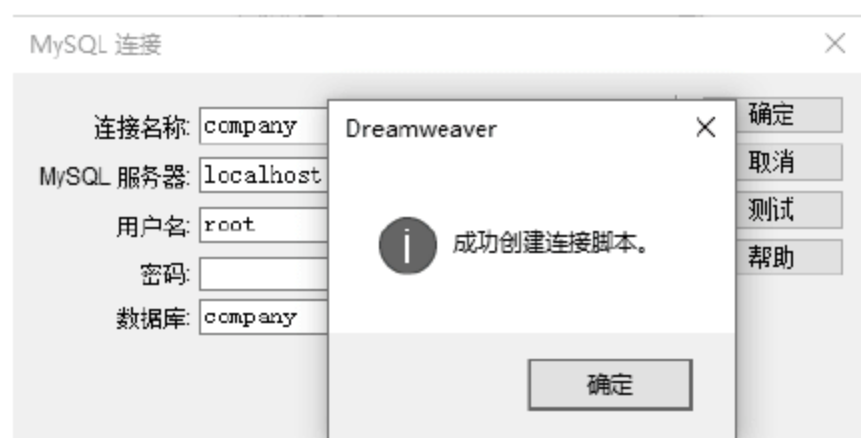 MySQL 连接
连接名称: company
MySQL 服务器: localhost
用户名: root
密码:
数据库: company
确定
取消
测试
帮助
Dreamweaver
成功创建连接脚本。
确定